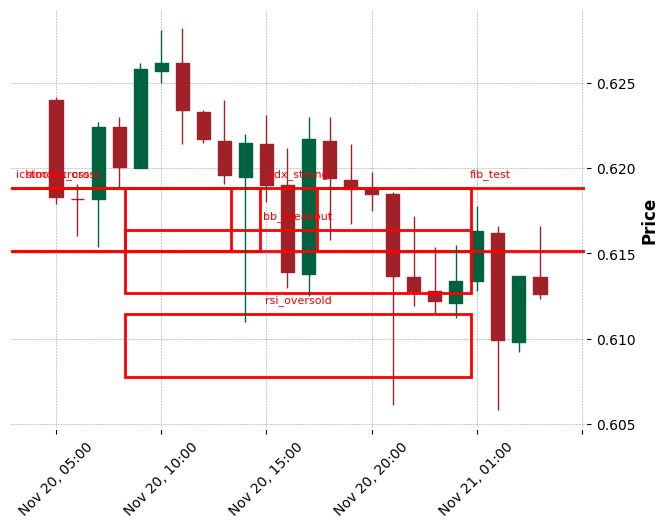 0.625
0.620
fib_test
bb_breakout
0.615
Price
rsi_oversold
0.610
0.605
Nov 20, 05:00
Nov 20, 10:00
Nov 20, 15:00
Nov 20, 20:00
Nov 21, 01:00